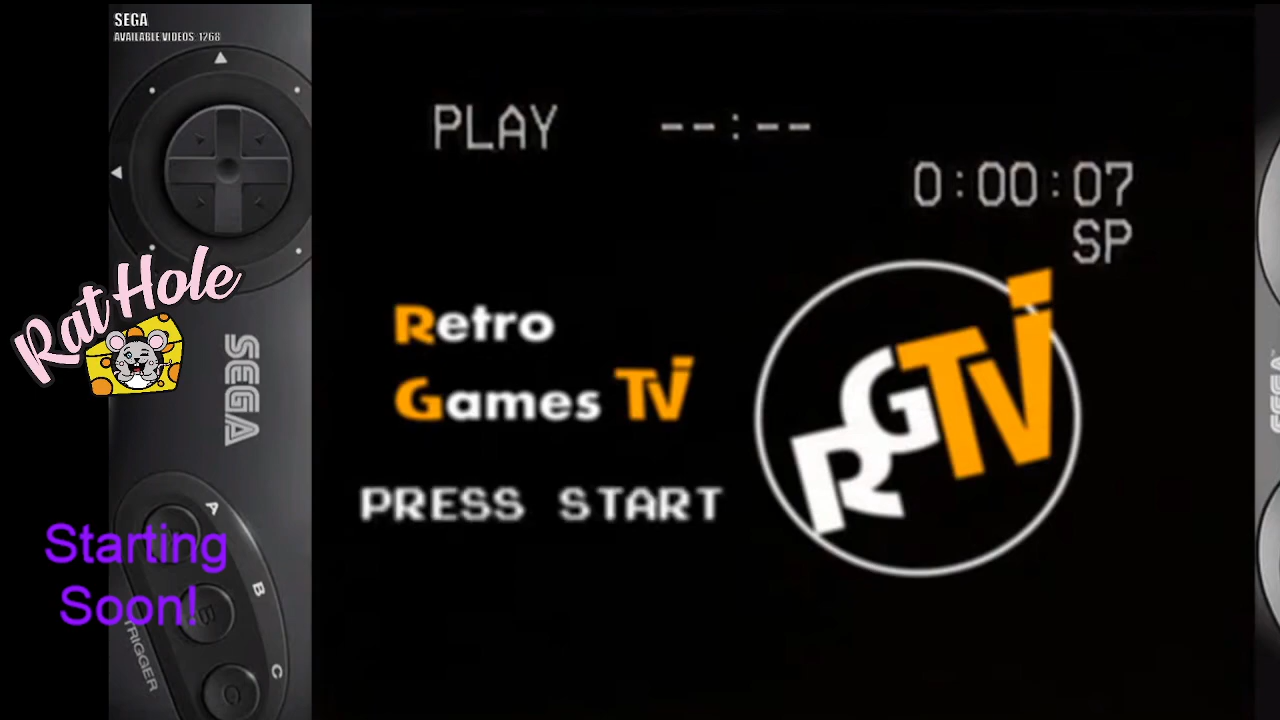 SEGA
AVAILABLE VIDEOS: 1268
PLAY --:--
0:00:07
SP
Rat Hole
SEGA
Retro
Games TV
RGTV
PRESS START
Starting
Soon!
A
B
B
C
C
TRIGGER
SEGA